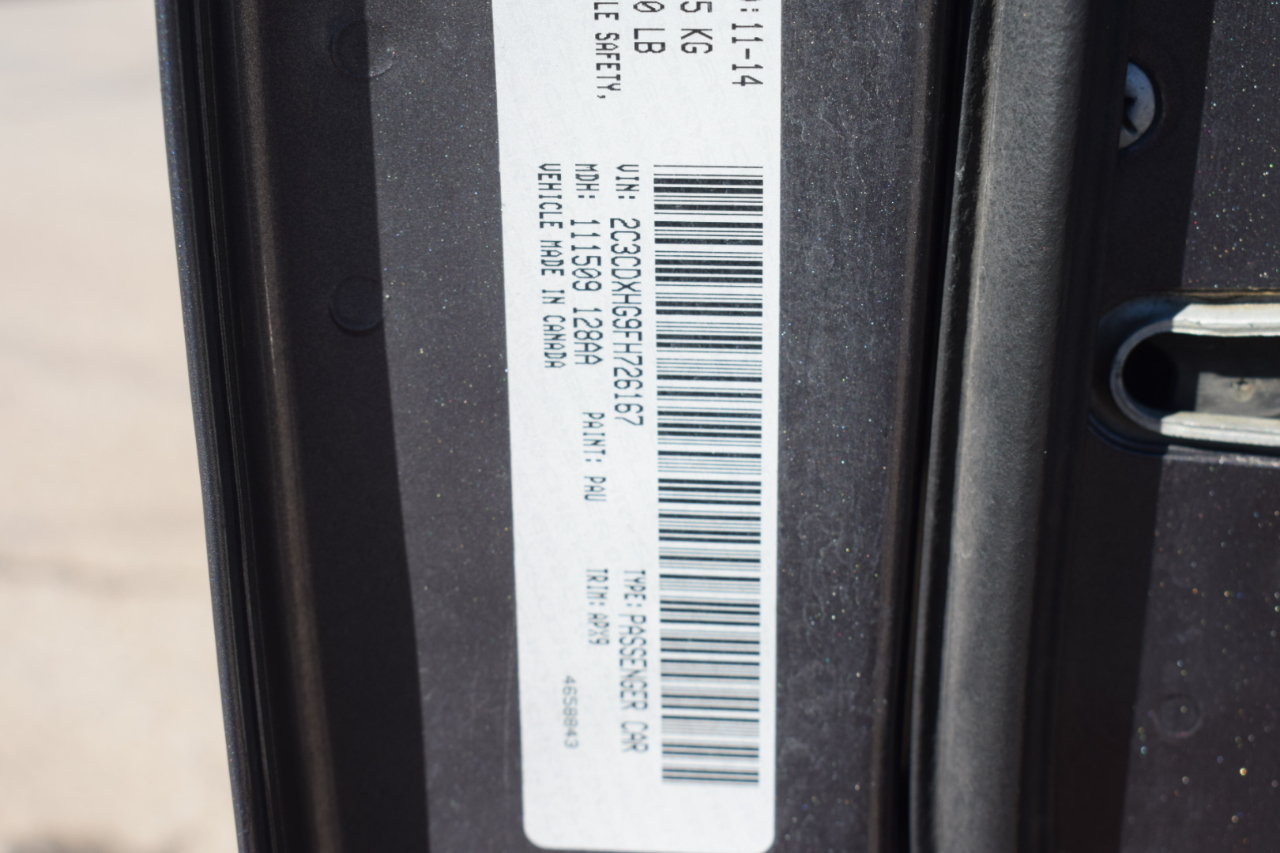 :11-14
5 KG
0 LB
LE SAFETY,
VIN: 2C3CDXHG9FH726167 TYPE: PASSENGER CAR
MDH: 111509 128AA PAINT: PAU TRIM: APX9
VEHICLE MADE IN CANADA 4658843